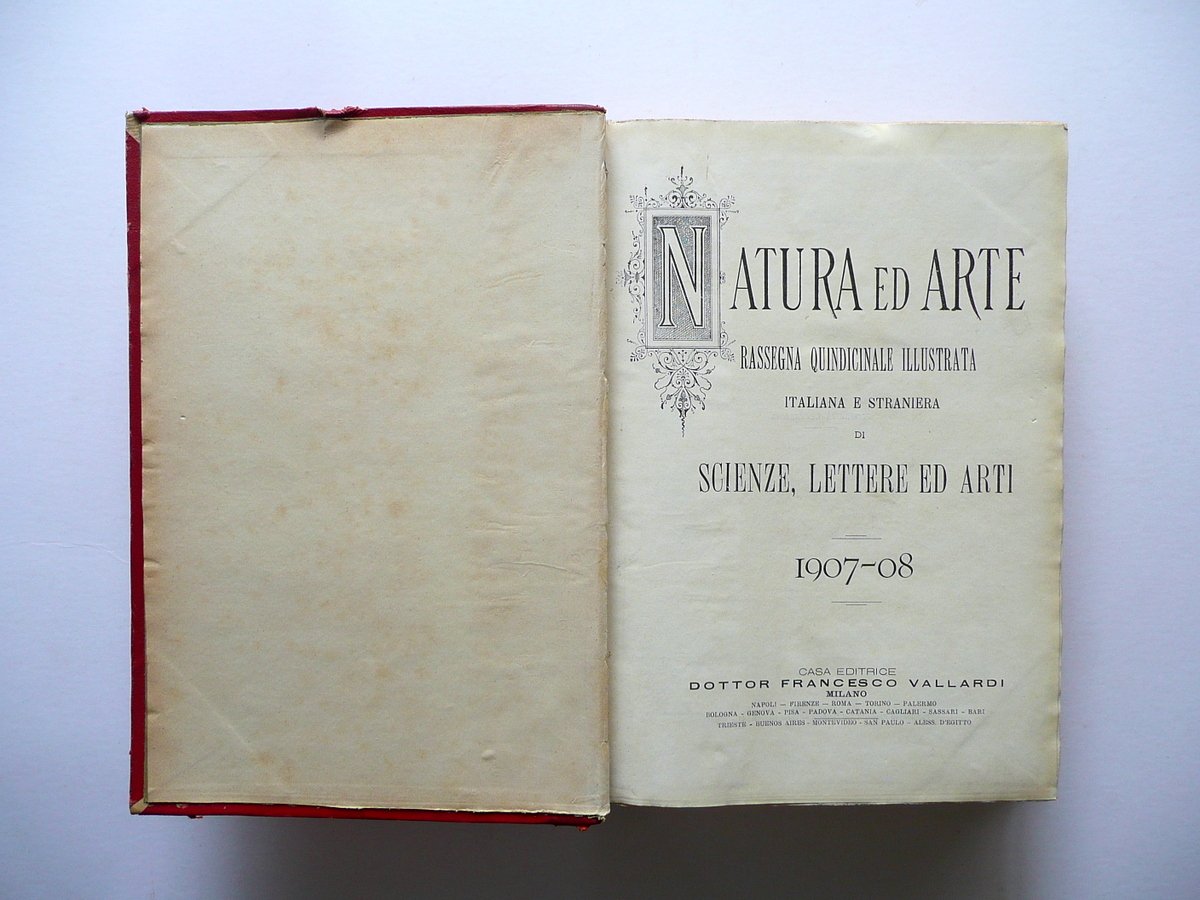 NATURA ED ARTE
RASSEGNA QUINDICINALE ILLUSTRATA
ITALIANA E STRANIERA
DI
SCIENZE, LETTERE ED ARTI
1907-08
CASA EDITRICE
DOTTOR FRANCESCO VALLARDI
MILANO
NAPOLI — FIRENZE — ROMA — TORINO — PALERMO
BOLOGNA - GENOVA - PISA - PADOVA - CATANIA - CAGLIARI - SASSARI - BARI
TRIESTE - BUENOS AIRES - MONTEVIDEO - SAN PAULO - ALESS. D'EGITTO